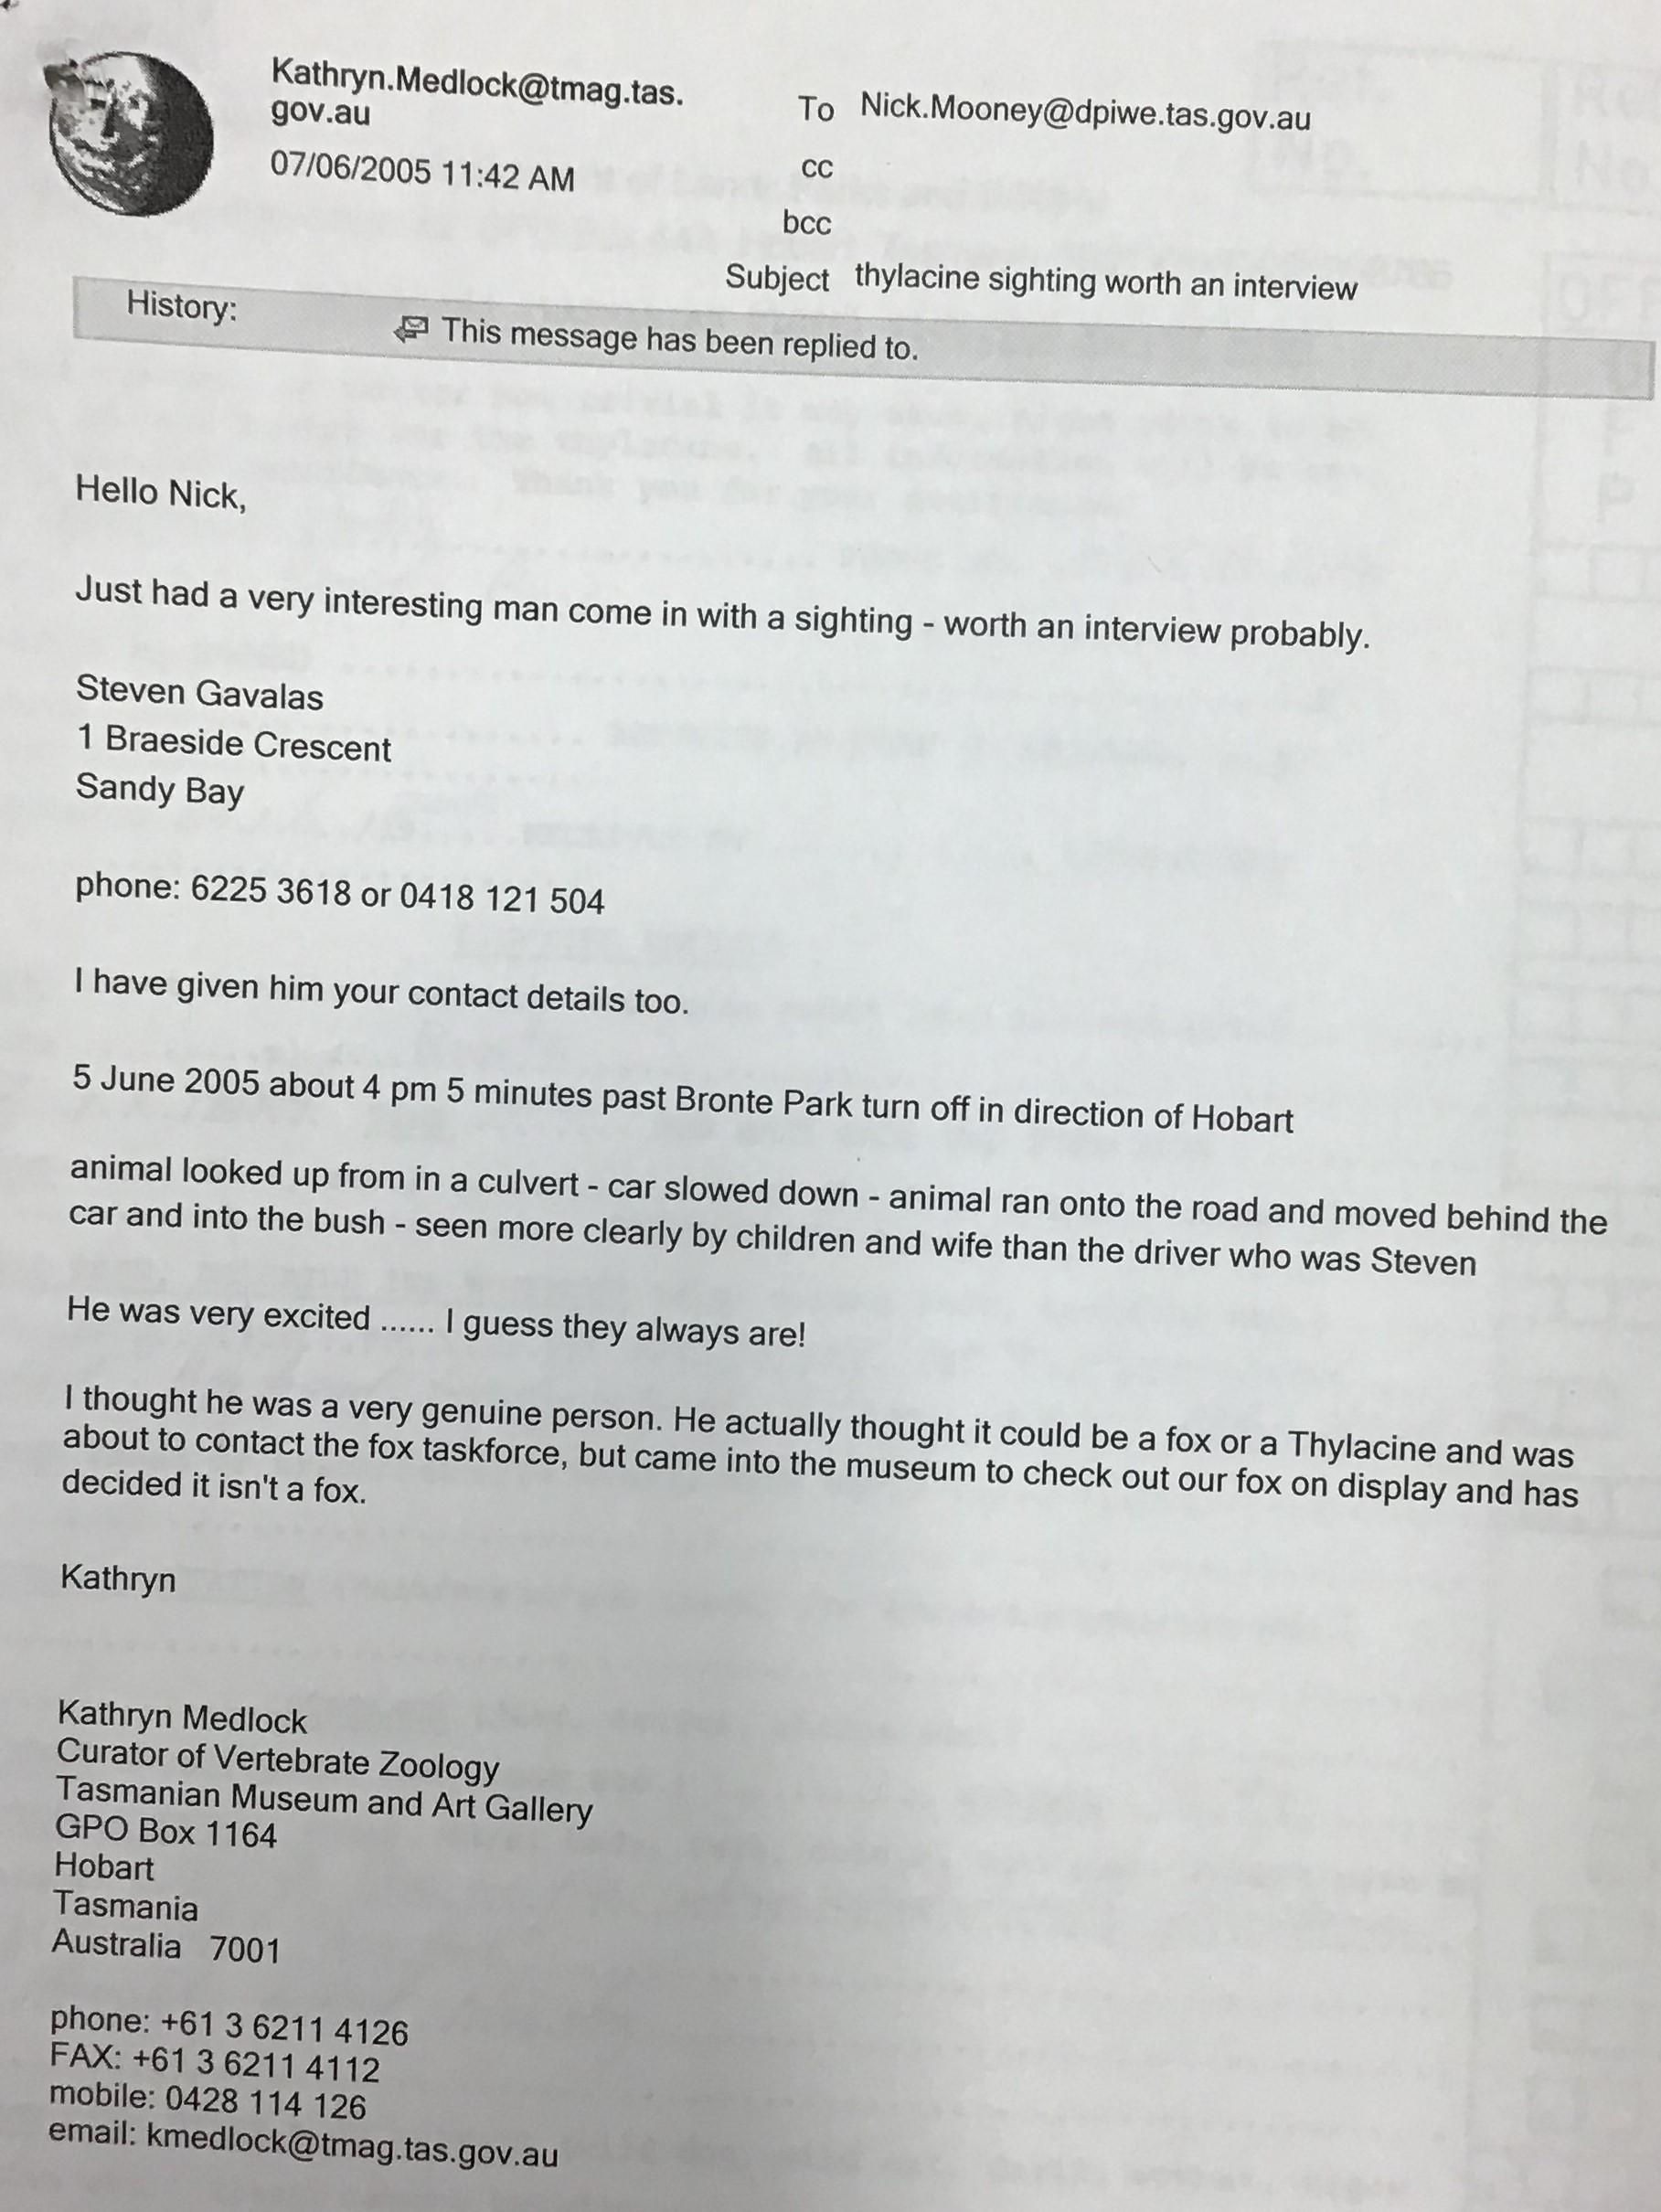 Kathryn.Medlock@tmag.tas.
gov.au
07/06/2005 11:42 AM
To Nick.Mooney@dpiwe.tas.gov.au
cc
bcc
Subject thylacine sighting worth an interview
History: This message has been replied to.
Hello Nick,
Just had a very interesting man come in with a sighting - worth an interview probably.
Steven Gavalas
1 Braeside Crescent
Sandy Bay
phone: 6225 3618 or 0418 121 504
I have given him your contact details too.
5 June 2005 about 4 pm 5 minutes past Bronte Park turn off in direction of Hobart
animal looked up from in a culvert - car slowed down - animal ran onto the road and moved behind the
car and into the bush - seen more clearly by children and wife than the driver who was Steven
He was very excited ...... I guess they always are!
I thought he was a very genuine person. He actually thought it could be a fox or a Thylacine and was
about to contact the fox taskforce, but came into the museum to check out our fox on display and has
decided it isn't a fox.
Kathryn
Kathryn Medlock
Curator of Vertebrate Zoology
Tasmanian Museum and Art Gallery
GPO Box 1164
Hobart
Tasmania
Australia 7001
phone: +61 3 6211 4126
FAX: +61 3 6211 4112
mobile: 0428 114 126
email: kmedlock@tmag.tas.gov.au